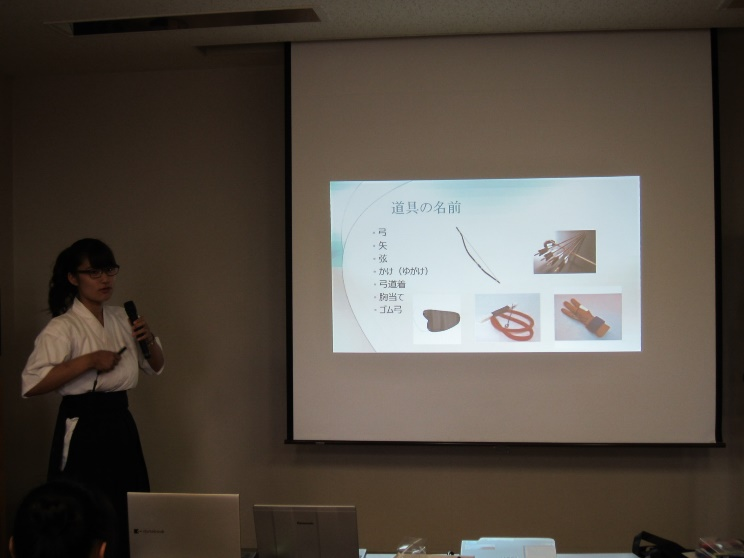 道具の名前
・弓
・矢
・弦
・かけ（ゆがけ）
・弓道着
・胸当て
・ゴム弓